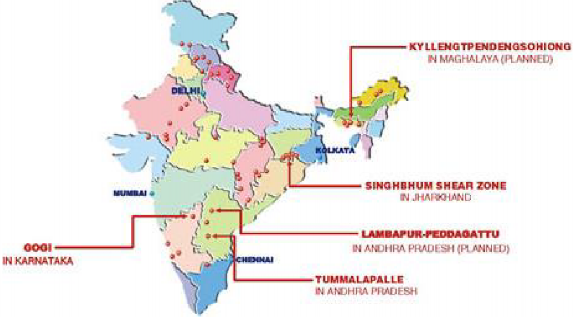 KYLLENGTPENDENGSOHIONG
IN MAGHALAYA (PLANNED)
DELHI
KOLKATA
SINGHBHUM SHEAR ZONE
IN JHARKHAND
MUMBAI
LAMBAPUR-PEDDAGATTU
IN ANDHRA PRADESH (PLANNED)
GOGI
IN KARNATAKA
CHENNAI
TUMMALAPALLE
IN ANDHRA PRADESH